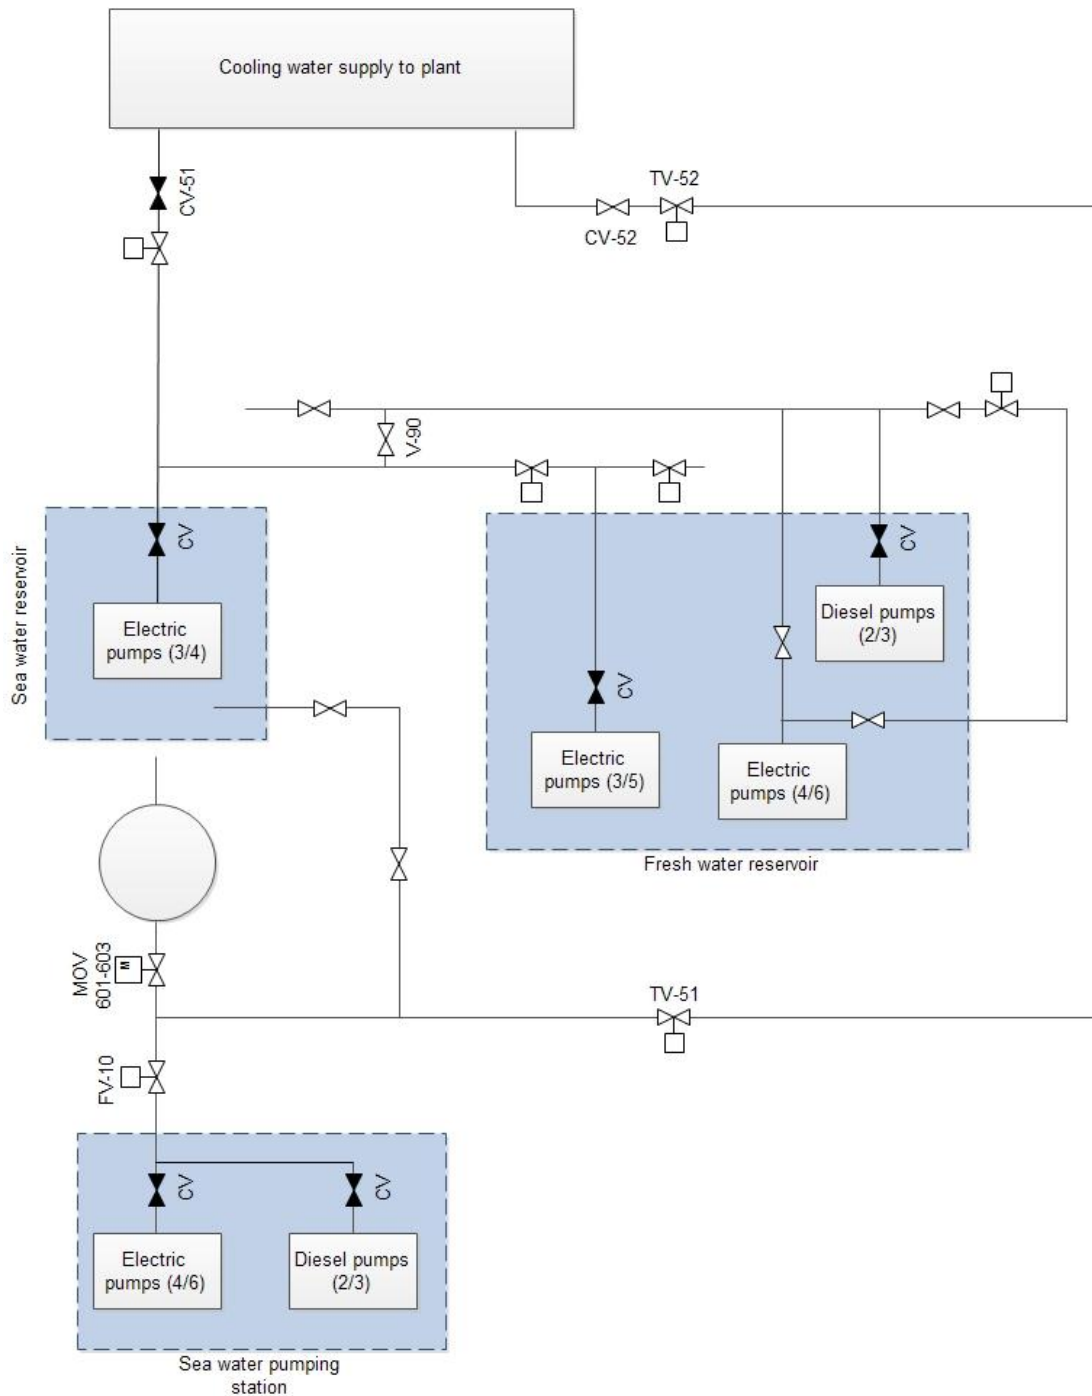 Cooling water supply to plant
CV-51
TV-52
CV-52
V-90
Sea water reservoir
CV
Electric
pumps (3/4)
CV
Diesel pumps
(2/3)
CV
Electric
pumps (3/5)
Electric
pumps (4/6)
Fresh water reservoir
MOV
601-603
M
TV-51
FV-10
CV
CV
Electric
pumps (4/6)
Diesel pumps
(2/3)
Sea water pumping
station